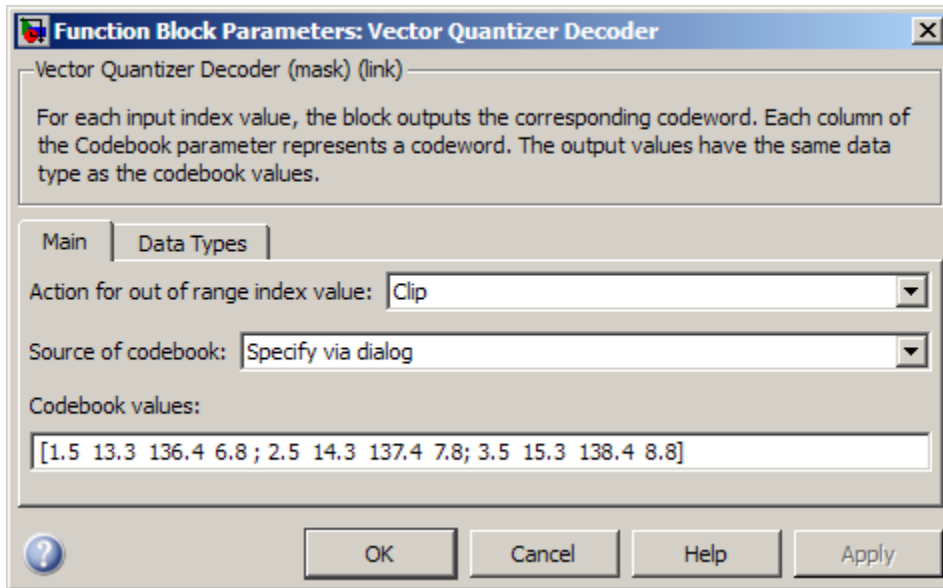 Function Block Parameters: Vector Quantizer Decoder
Vector Quantizer Decoder (mask) (link)
For each input index value, the block outputs the corresponding codeword. Each column of
the Codebook parameter represents a codeword. The output values have the same data
type as the codebook values.
Main Data Types
Action for out of range index value: Clip
Source of codebook: Specify via dialog
Codebook values:
[1.5 13.3 136.4 6.8 ; 2.5 14.3 137.4 7.8; 3.5 15.3 138.4 8.8]
? OK Cancel Help Apply